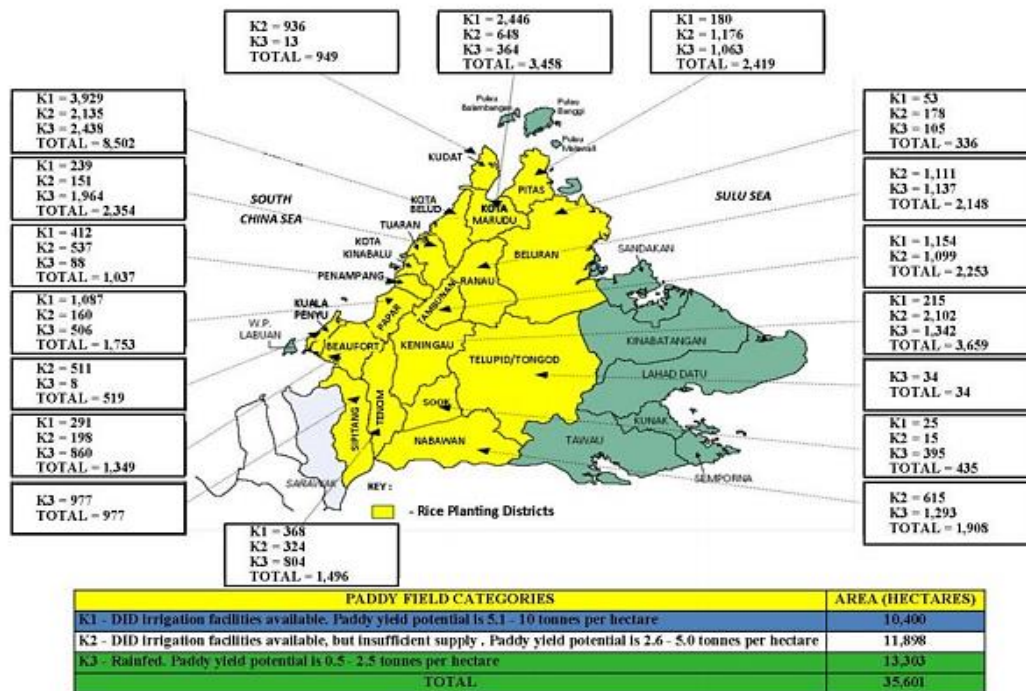 K2 = 936
K3 = 13
TOTAL = 949
K1 = 2,446
K2 = 648
K3 = 364
TOTAL = 3,458
K1 = 180
K2 = 1,176
K3 = 1,063
TOTAL = 2,419
K1 = 3,929
K2 = 2,135
K3 = 2,438
TOTAL = 8,502
K1 = 239
K2 = 151
K3 = 1,964
TOTAL = 2,354
K1 = 412
K2 = 537
K3 = 88
TOTAL = 1,037
K1 = 1,087
K2 = 160
K3 = 506
TOTAL = 1,753
K2 = 511
K3 = 8
TOTAL = 519
K1 = 291
K2 = 198
K3 = 860
TOTAL = 1,349
K3 = 977
TOTAL = 977
K1 = 368
K2 = 324
K3 = 804
TOTAL = 1,496
K1 = 53
K2 = 178
K3 = 105
TOTAL = 336
K2 = 1,111
K3 = 1,137
TOTAL = 2,148
K1 = 1,154
K2 = 1,099
TOTAL = 2,253
K1 = 215
K2 = 2,102
K3 = 1,342
TOTAL = 3,659
K3 = 34
TOTAL = 34
K1 = 25
K2 = 15
K3 = 395
TOTAL = 435
K2 = 615
K3 = 1,293
TOTAL = 1,908
Pulau
Balambangan
Pulau
Banggi
Pulau
KUDAT
PITAS
SOUTH
CHINA SEA
SULU SEA
KOTA
BELUD
KOTA
MARUDU
TUARAN
KOTA
KINABALU
PENAMPANG
RANAU
BELURAN
SANDAKAN
TAMBUNAN
PAPAR
KUALA
PENYU
W.P.
LABUAN
BEAUFORT
KENINGAU
TELUPID/TONGOD
KINABATANGAN
LAHAD DATU
SOOK
TENOM
SIPITANG
NABAWAN
KUNAK
TAWAU
SEMPORNA
SARAWAK
KEY :
- Rice Planting Districts
PADDY FIELD CATEGORIES AREA (HECTARES)
K1 - DID irrigation facilities available. Paddy yield potential is 5.1 - 10 tonnes per hectare 10,400
K2 - DID irrigation facilities available, but insufficient supply . Paddy yield potential is 2.6 - 5.0 tonnes per hectare 11,898
K3 - Rainfed. Paddy yield potential is 0.5 - 2.5 tonnes per hectare 13,303
TOTAL 35,601